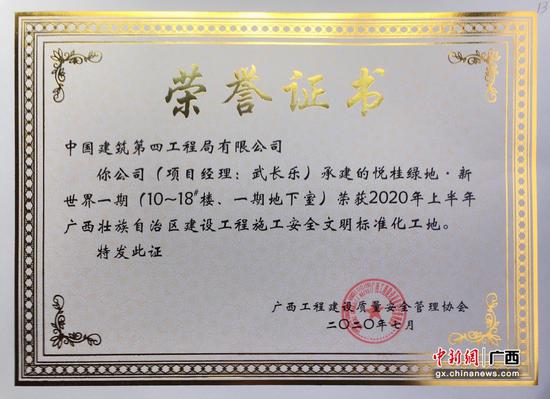 13
荣誉证书
中国建筑第四工程局有限公司
你公司（项目经理：武长乐）承建的悦桂绿地·新
世界一期（10～18#楼、一期地下室）荣获2020年上半年
广西壮族自治区建设工程施工安全文明标准化工地。
特发此证
广西工程建设质量安全管理协会
二〇二〇年七月
中新網 广西
gx.chinanews.com